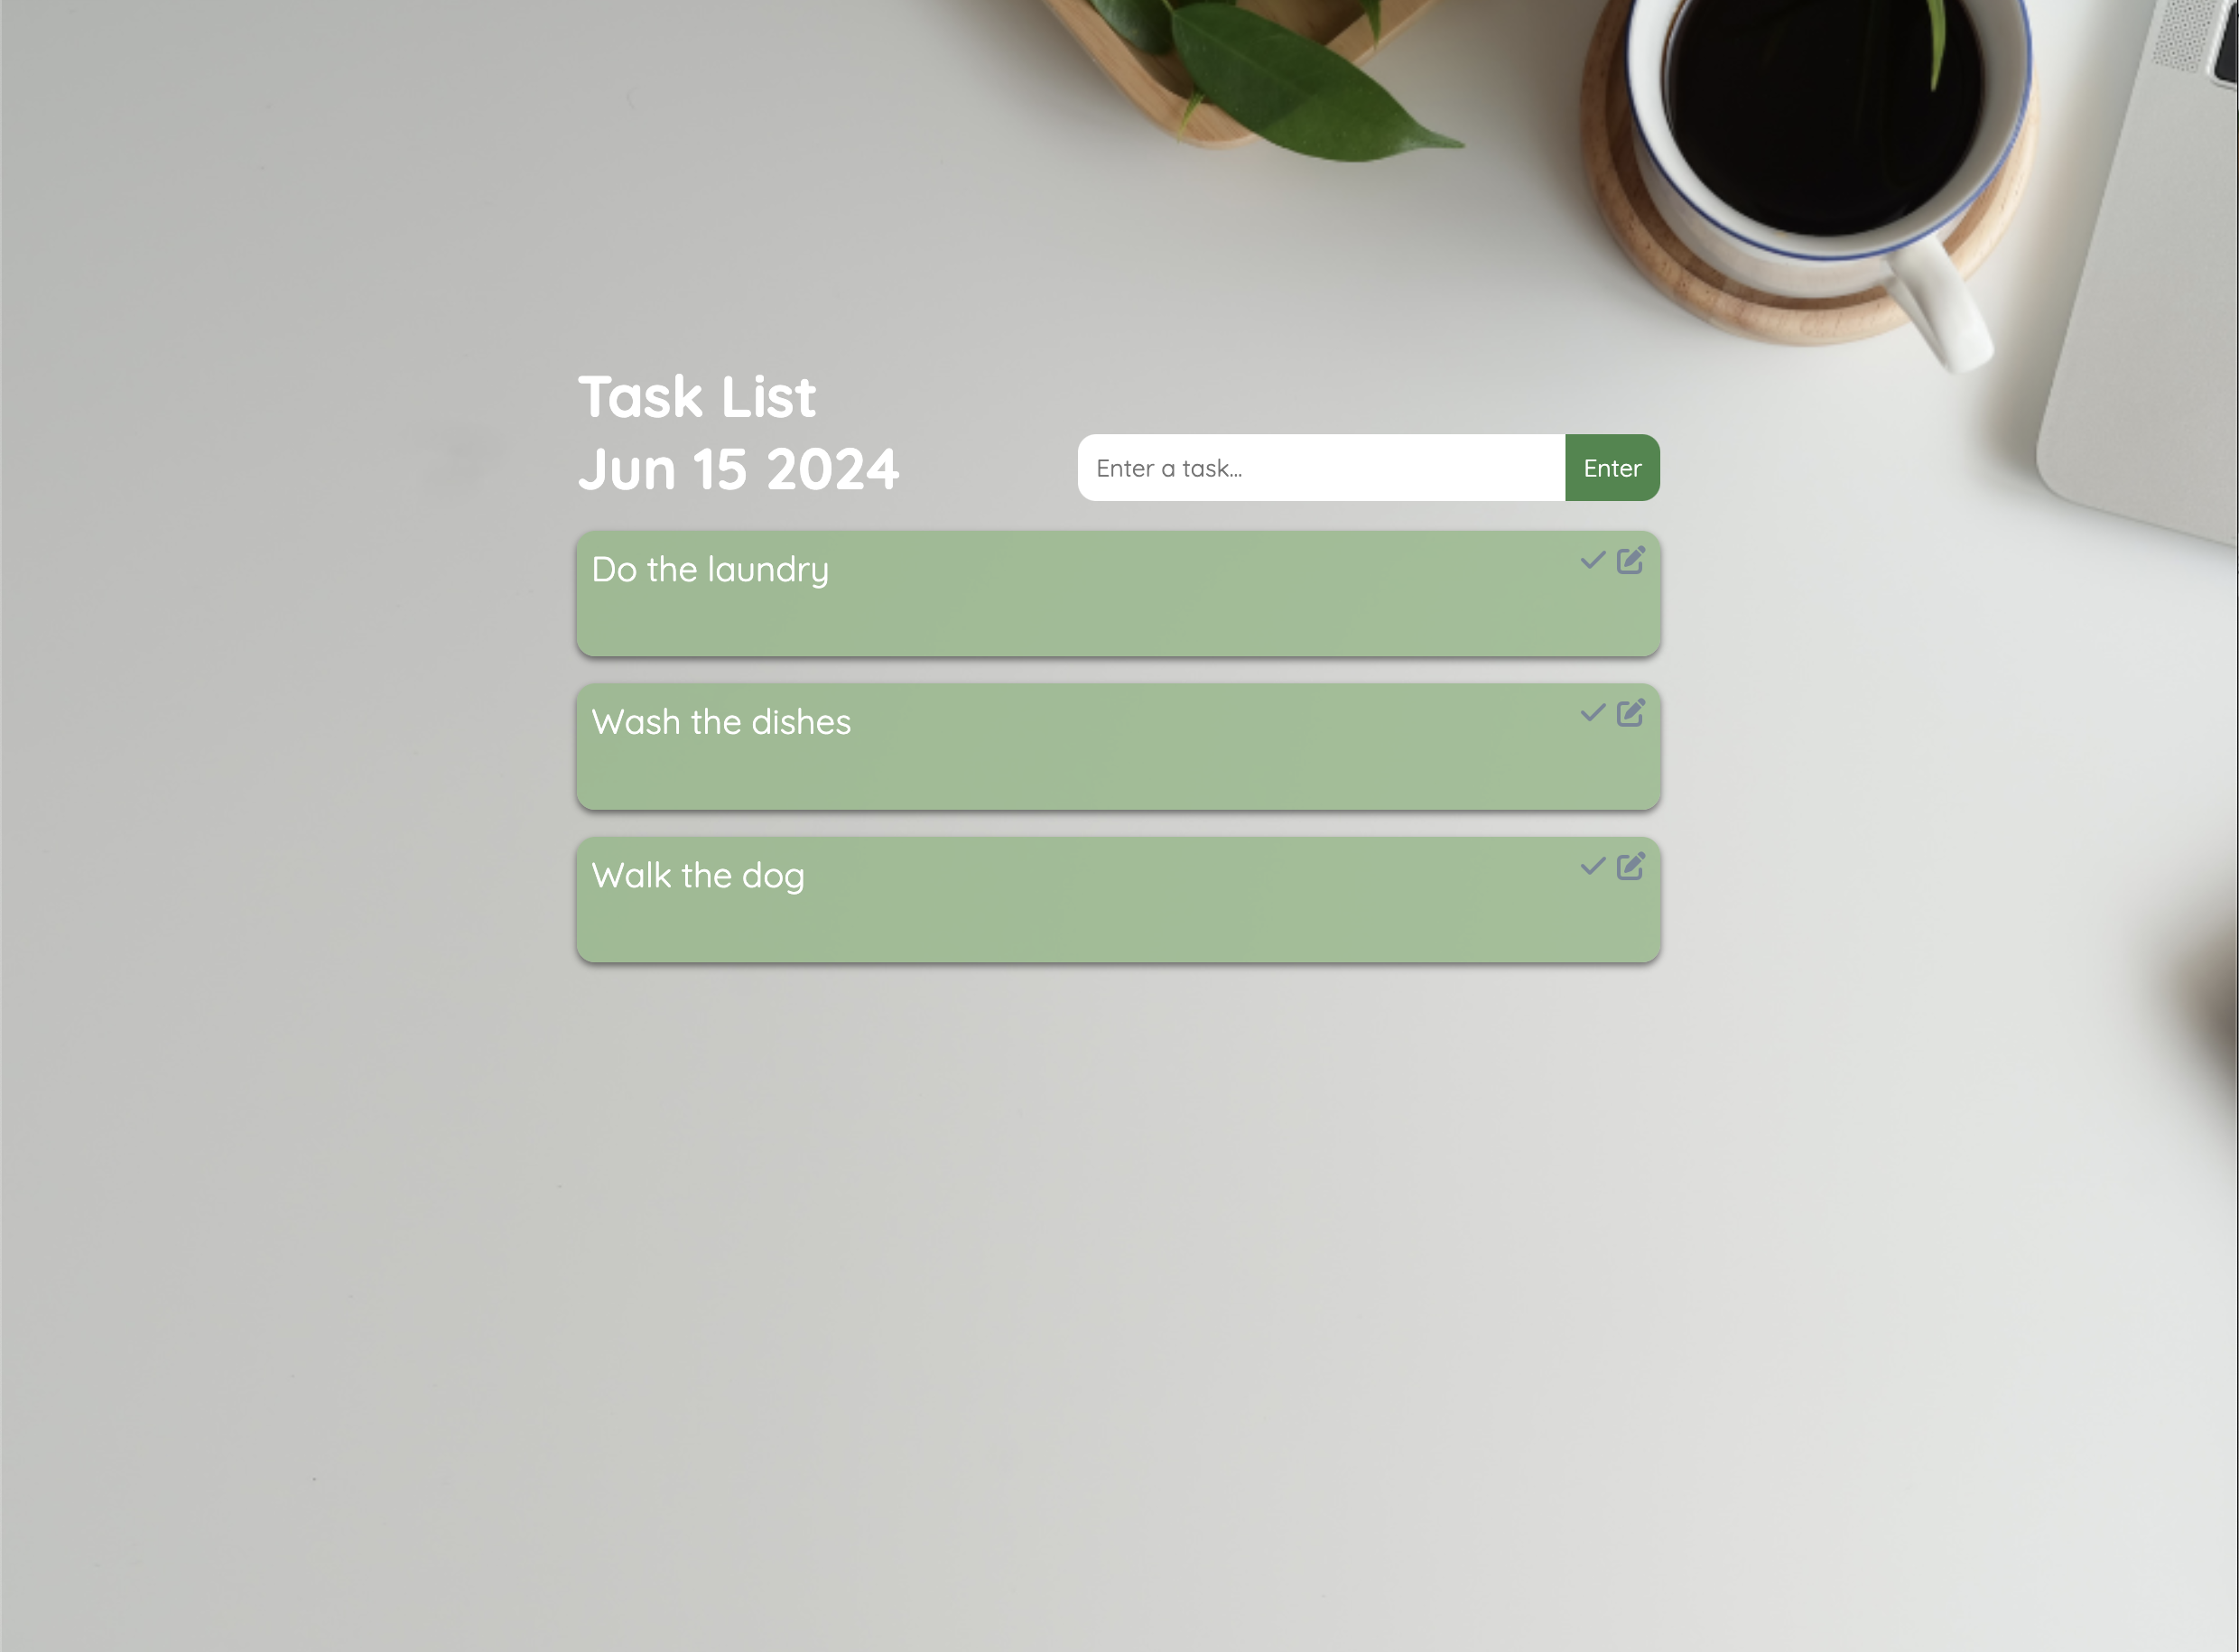 Task List
Jun 15 2024
Enter a task...
Enter
Do the laundry
Wash the dishes
Walk the dog